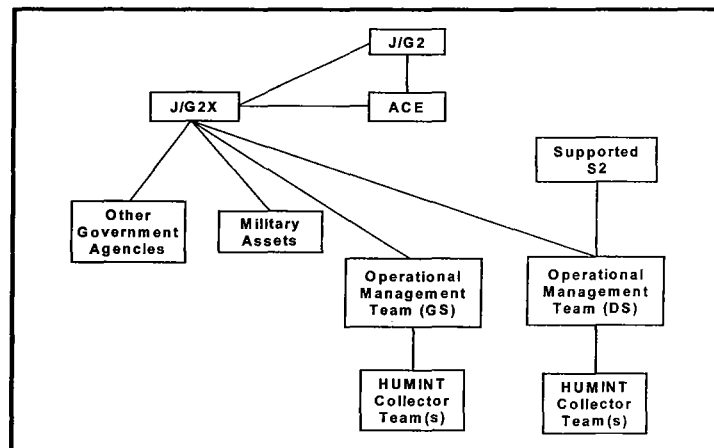 J/G2
J/G2X
ACE
Supported
S2
Other
Government
Agencies
Military
Assets
Operational
Management
Team (GS)
Operational
Management
Team (DS)
HUMINT
Collector
Team(s)
HUMINT
Collector
Team(s)